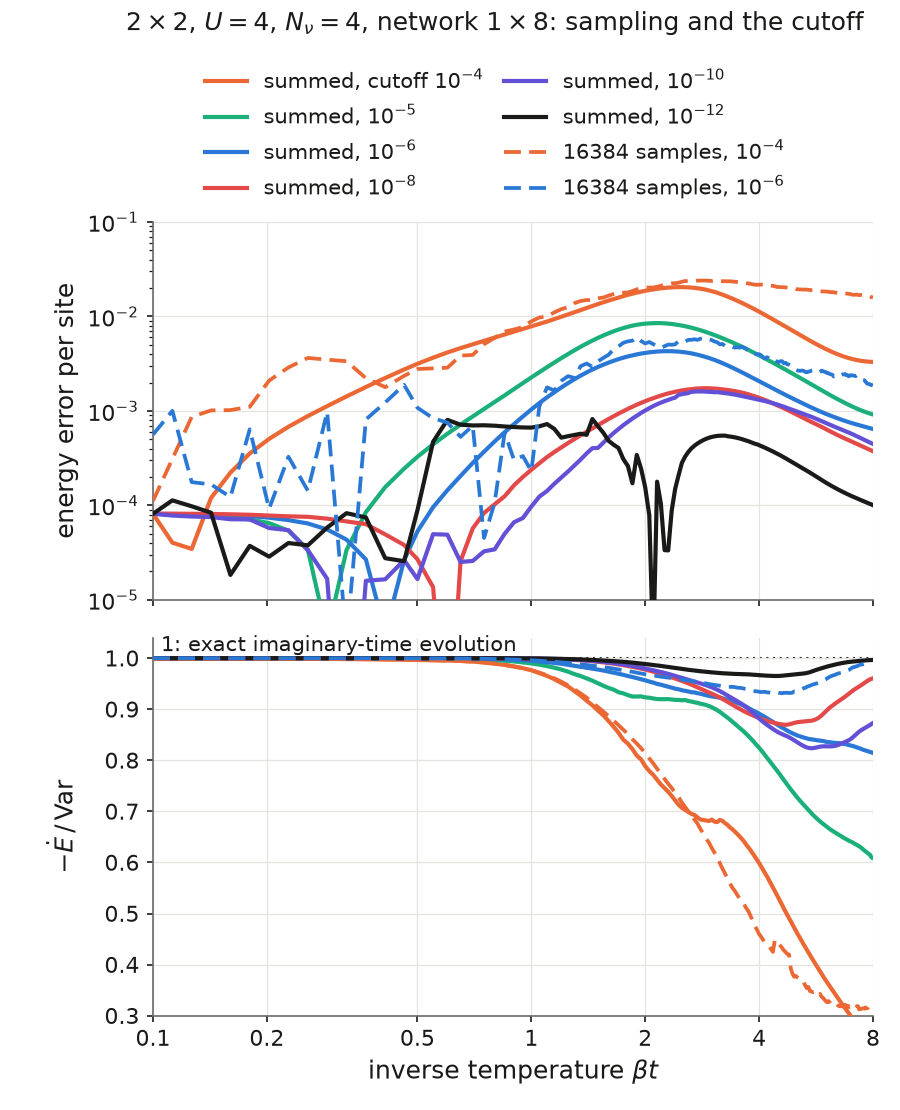 2 × 2, U = 4, Nν = 4, network 1 × 8: sampling and the cutoff
summed, cutoff 10⁻⁴
summed, 10⁻⁵
summed, 10⁻⁶
summed, 10⁻⁸
summed, 10⁻¹⁰
summed, 10⁻¹²
16384 samples, 10⁻⁴
16384 samples, 10⁻⁶
energy error per site
10⁻¹
10⁻²
10⁻³
10⁻⁴
10⁻⁵
1: exact imaginary-time evolution
−Ė / Var
1.0
0.9
0.8
0.7
0.6
0.5
0.4
0.3
0.1 0.2 0.5 1 2 4 8
inverse temperature βt